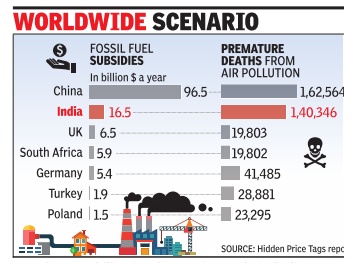 WORLDWIDE SCENARIO
FOSSIL FUEL SUBSIDIES
In billion $ a year
PREMATURE DEATHS FROM AIR POLLUTION
China 96.5 1,62,564
India 16.5 1,40,346
UK 6.5 19,803
South Africa 5.9 19,802
Germany 5.4 41,485
Turkey 1.9 28,881
Poland 1.5 23,295
SOURCE: Hidden Price Tags